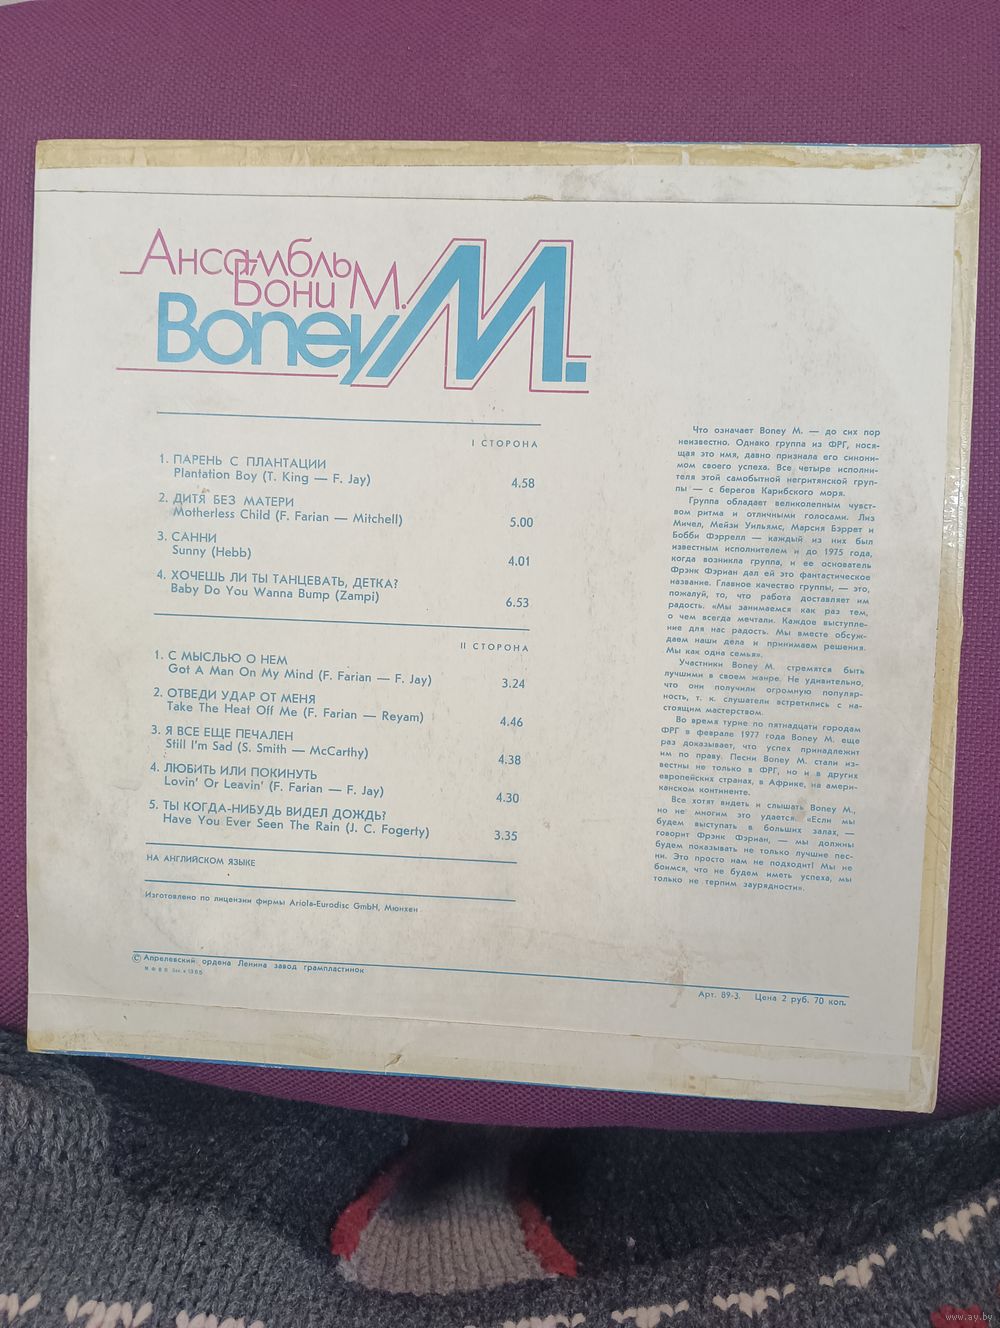 Ансамбль
Бони М.
Boney M.
I СТОРОНА
1. ПАРЕНЬ С ПЛАНТАЦИИ
Plantation Boy (T. King — F. Jay)
4.58
2. ДИТЯ БЕЗ МАТЕРИ
Motherless Child (F. Farian — Mitchell)
5.00
3. САННИ
Sunny (Hebb)
4.01
4. ХОЧЕШЬ ЛИ ТЫ ТАНЦЕВАТЬ, ДЕТКА?
Baby Do You Wanna Bump (Zampi)
6.53
II СТОРОНА
1. С МЫСЛЬЮ О НЕМ
Got A Man On My Mind (F. Farian — F. Jay)
3.24
2. ОТВЕДИ УДАР ОТ МЕНЯ
Take The Heat Off Me (F. Farian — Reyam)
4.46
3. Я ВСЕ ЕЩЕ ПЕЧАЛЕН
Still I'm Sad (S. Smith — McCarthy)
4.38
4. ЛЮБИТЬ ИЛИ ПОКИНУТЬ
Lovin' Or Leavin' (F. Farian — F. Jay)
4.30
5. ТЫ КОГДА-НИБУДЬ ВИДЕЛ ДОЖДЬ?
Have You Ever Seen The Rain (J. C. Fogerty)
3.35
НА АНГЛИЙСКОМ ЯЗЫКЕ
Изготовлено по лицензии фирмы Ariola-Eurodisc GmbH, Мюнхен
© Апрелевский ордена Ленина завод грампластинок
Что означает Boney M. — до сих пор
неизвестно. Однако группа из ФРГ, нося-
щая это имя, давно признала его синони-
мом своего успеха. Все четыре исполни-
теля этой самобытной негритянской груп-
пы — с берегов Карибского моря.
Группа обладает великолепным чувст-
вом ритма и отличными голосами. Лиз
Мичел, Мейзи Уильямс, Марсия Бэррет и
Бобби Фэррелл — каждый из них был
известным исполнителем и до 1975 года,
когда возникла группа, и ее основатель
Фрэнк Фэриан дал ей это фантастическое
название. Главное качество группы, — это,
пожалуй, то, что работа доставляет им
радость. «Мы занимаемся как раз тем,
о чем всегда мечтали. Каждое выступле-
ние для нас радость. Мы вместе обсуж-
даем наши дела и принимаем решения.
Мы как одна семья».
Участники Boney M. стремятся быть
лучшими в своем жанре. Не удивительно,
что они получили огромную популяр-
ность, т. к. слушатели встретились с на-
стоящим мастерством.
Во время турне по пятнадцати городам
ФРГ в феврале 1977 года Boney M. еще
раз доказывает, что успех принадлежит
им по праву. Песни Boney M. стали из-
вестны не только в ФРГ, но и в других
европейских странах, в Африке, на амери-
канском континенте.
Все хотят видеть и слышать Boney M.,
но не многим это удается. «Если мы
будем выступать в больших залах, —
говорит Фрэнк Фэриан, — мы должны
будем показывать не только лучшие пес-
ни. Это просто нам не подходит! Мы не
боимся, что не будем иметь успеха, мы
только не терпим заурядности».
Арт. 89-3. Цена 2 руб. 70 коп.
www.ay.by